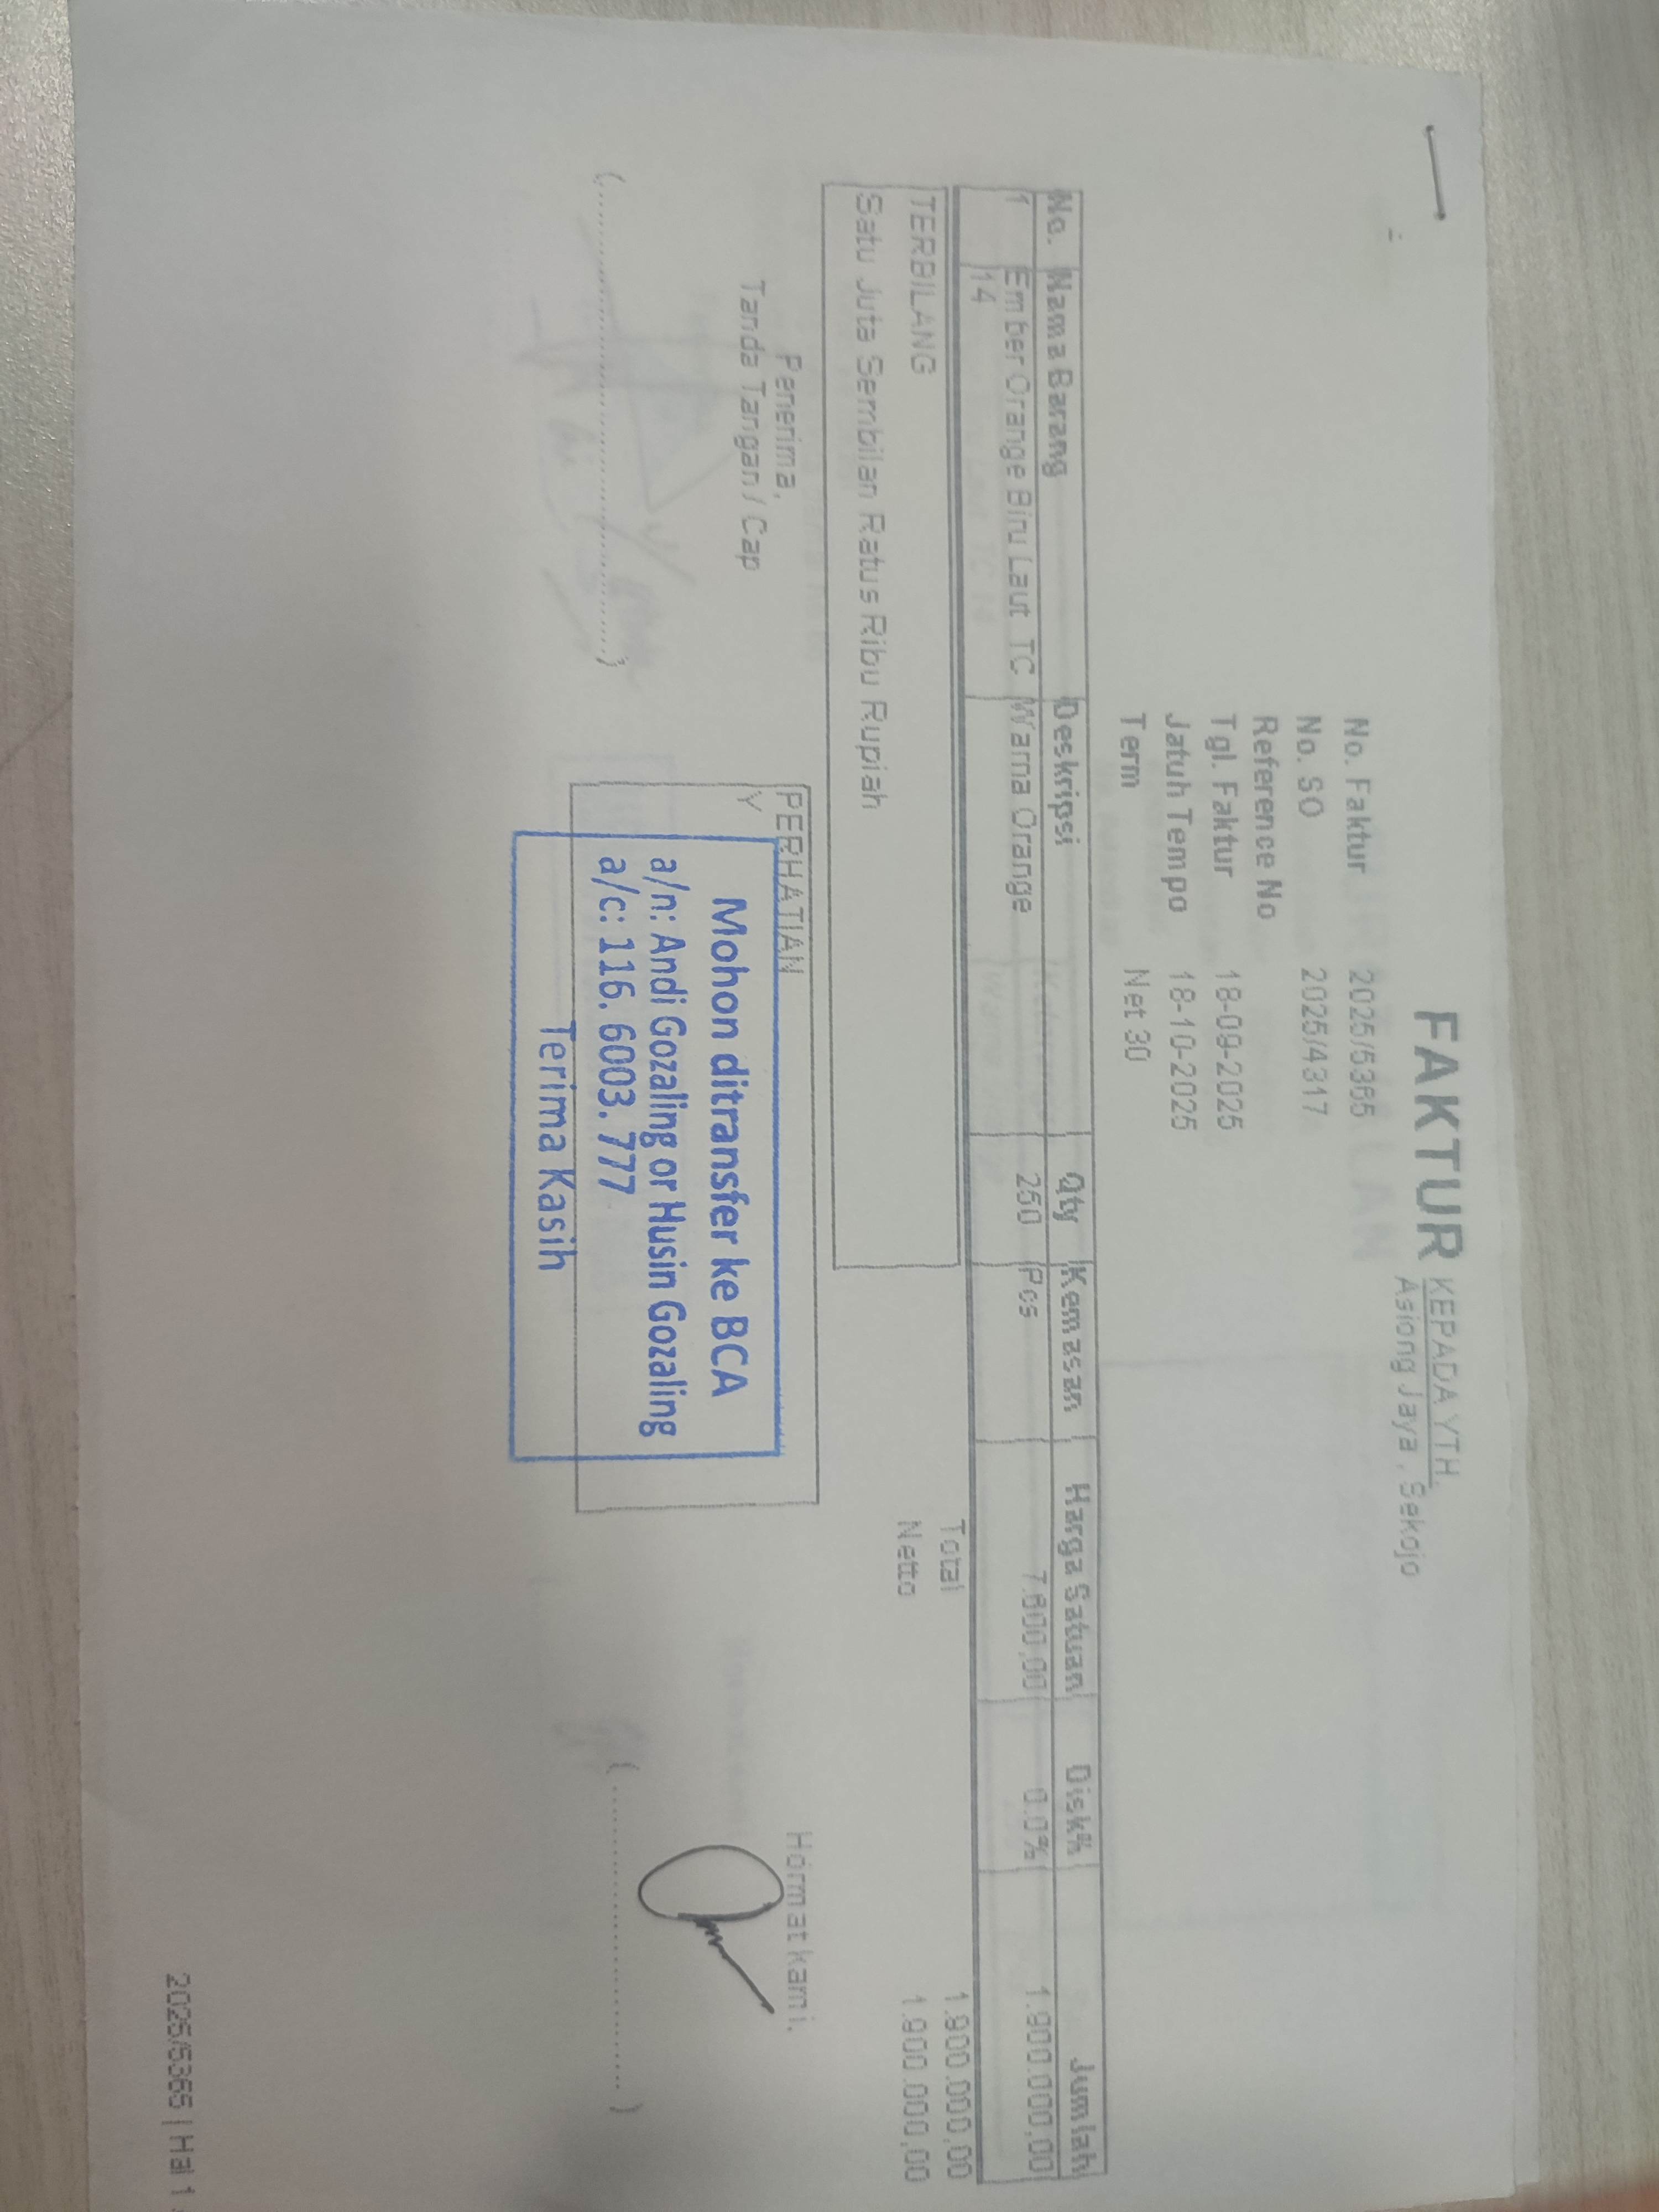 FAKTUR
KEPADA YTH.
Asiong Jaya , Sekojo
No. Faktur 2025/5365
No. SO 2025/4317
Reference No
Tgl. Faktur 18-09-2025
Jatuh Tempo 18-10-2025
Term Net 30
No. Nama Barang Deskripsi Qty Kemasan Harga Satuan Disk% Jumlah
1 Ember Orange Biru Laut TC Warna Orange 250 Pcs 7.600,00 0.0% 1.900.000,00
14
TERBILANG
Satu Juta Sembilan Ratus Ribu Rupiah
Total 1.900.000,00
Netto 1.900.000,00
Penerima,
Tanda Tangan / Cap
PERHATIAN
Y
Mohon ditransfer ke BCA
a/n: Andi Gozaling or Husin Gozaling
a/c: 116. 6003. 777
Terima Kasih
Hormat kami,
2025/5365 | Hal 1